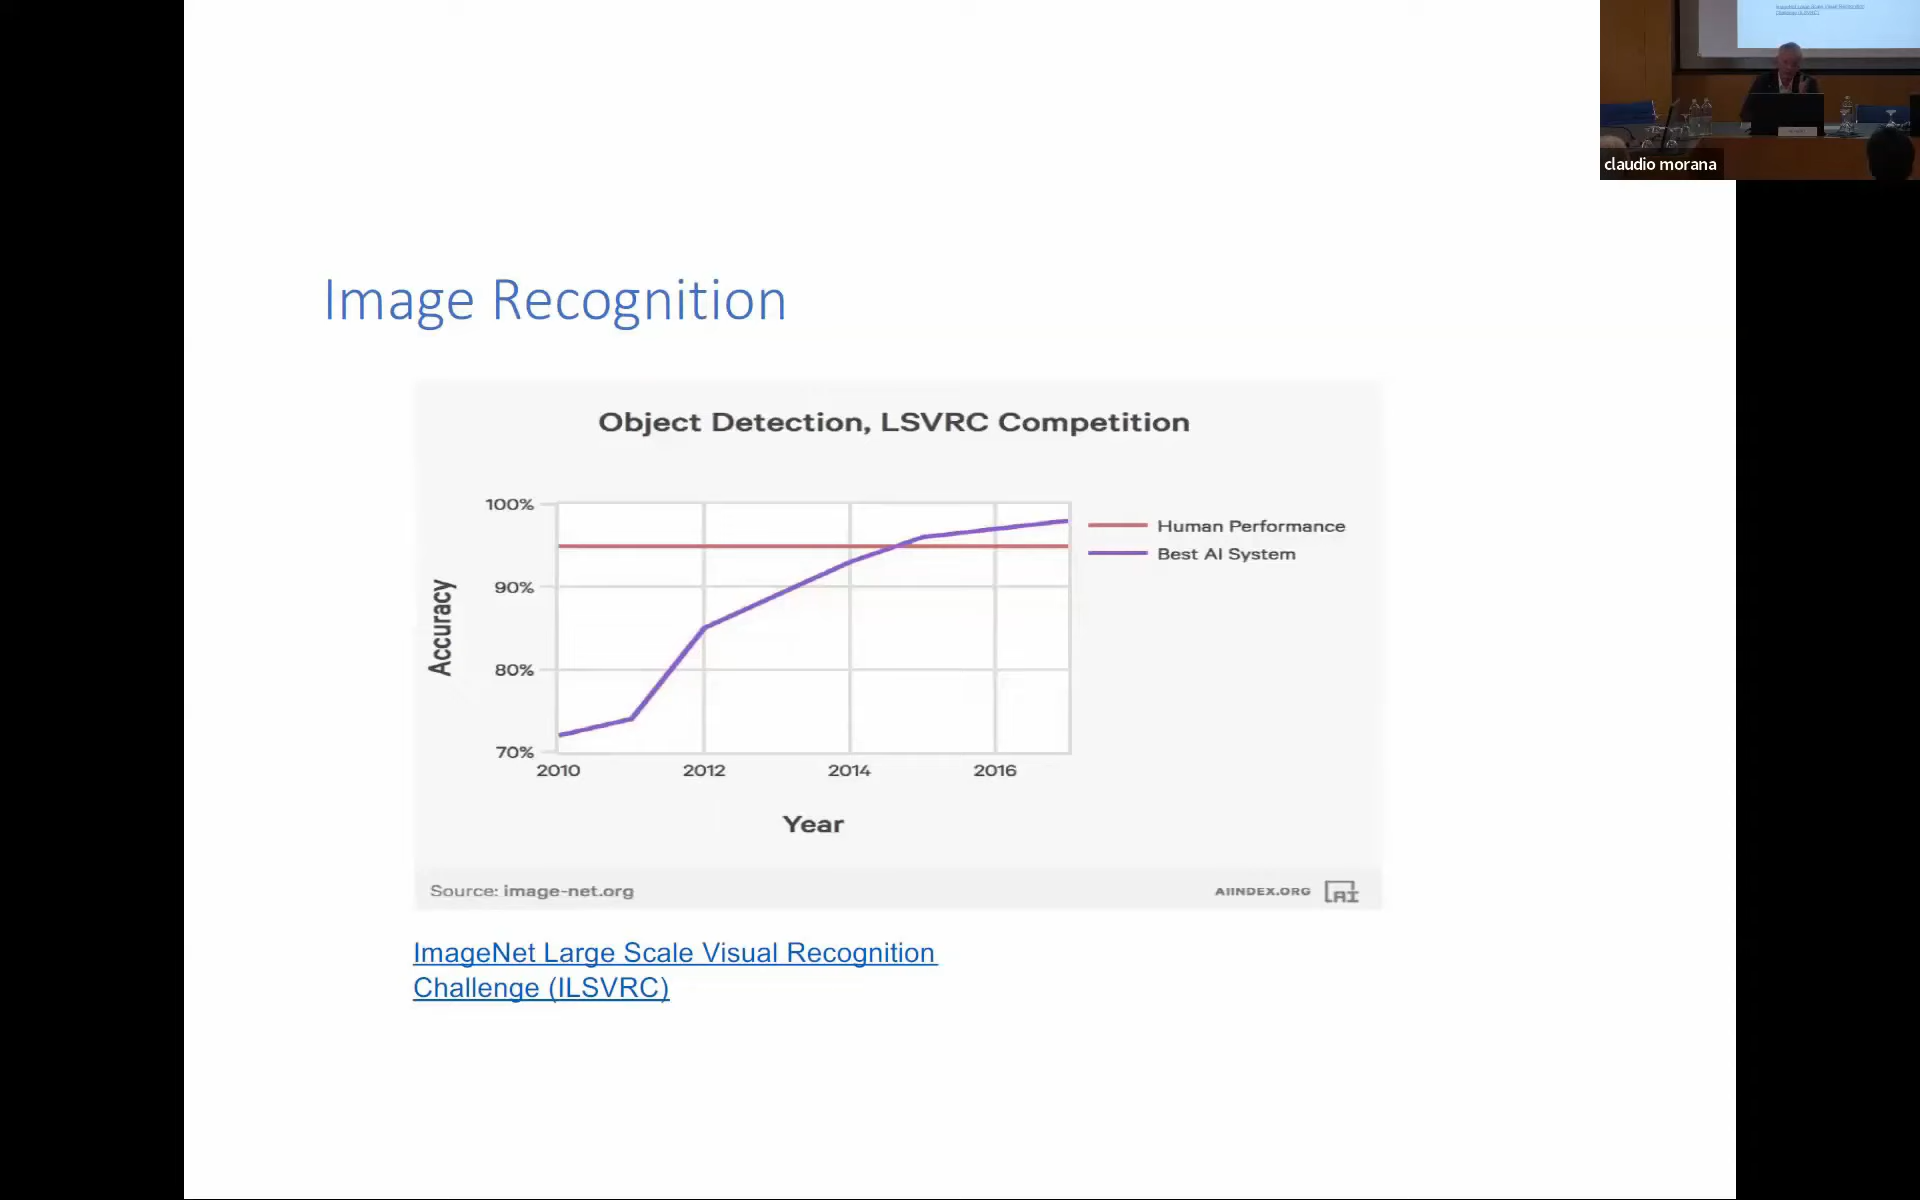 claudio morana
Image Recognition
Object Detection, LSVRC Competition
100%
90%
80%
70%
Accuracy
2010 2012 2014 2016
Year
Human Performance
Best AI System
Source: image-net.org
AIINDEX.ORG
AI
ImageNet Large Scale Visual Recognition
Challenge (ILSVRC)